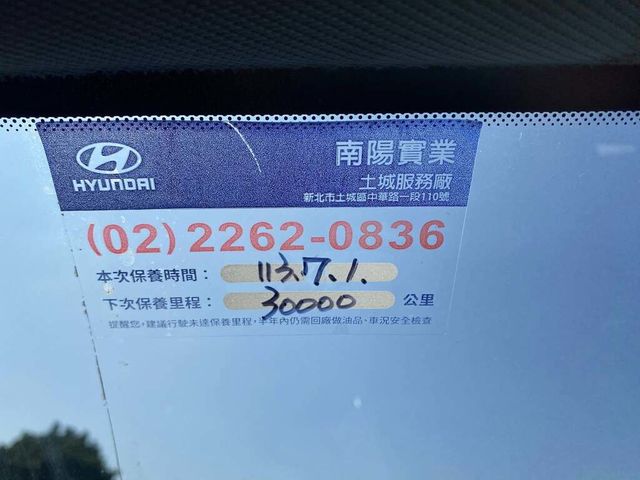 HYUNDAI
南陽實業
土城服務廠
新北市土城區中華路一段110號
(02)2262-0836
本次保養時間： 113.7.1.
下次保養里程： 30000 公里
提醒您，建議行駛未達保養里程，半年內仍需回廠做油品、車況安全檢查